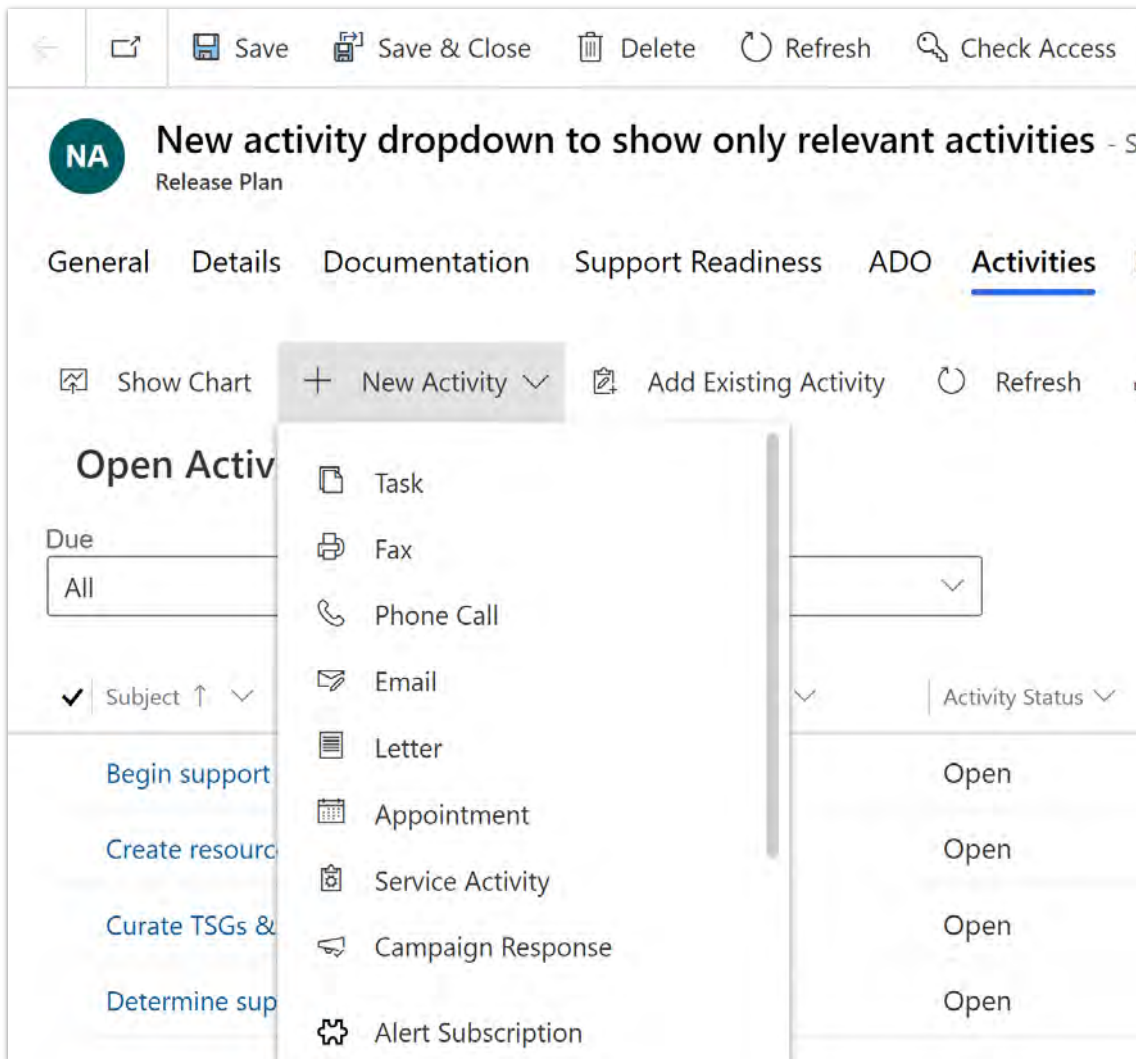 Save Save & Close Delete Refresh Check Access
NA
New activity dropdown to show only relevant activities - S
Release Plan
General Details Documentation Support Readiness ADO Activities
Show Chart New Activity Add Existing Activity Refresh
Open Activ
Due
All
Subject Activity Status
Task
Fax
Phone Call
Email
Letter
Appointment
Service Activity
Campaign Response
Alert Subscription
Begin support Open
Create resourc Open
Curate TSGs & Open
Determine sup Open